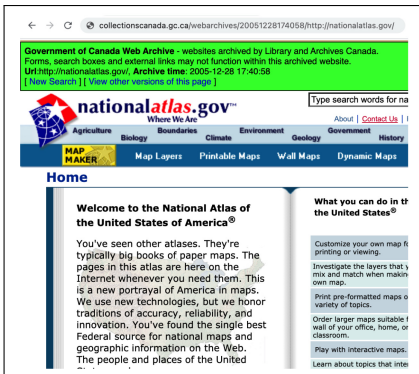 collectionscanada.gc.ca/webarchives/20051228174058/http://nationalatlas.gov/
Government of Canada Web Archive - websites archived by Library and Archives Canada.
Forms, search boxes and external links may not function within this archived website.
Url:http://nationalatlas.gov/, Archive time: 2005-12-28 17:40:58
[ New Search ] [ View other versions of this page ]
nationalatlas.gov™
Where We Are
Type search words for na
About | Contact Us |
Agriculture Biology Boundaries Climate Environment Geology Government History
MAP MAKER Map Layers Printable Maps Wall Maps Dynamic Maps
Home
Welcome to the National Atlas of
the United States of America®
You've seen other atlases. They're
typically big books of paper maps. The
pages in this atlas are here on the
Internet whenever you need them. This
is a new portrayal of America in maps.
We use new technologies, but we honor
traditions of accuracy, reliability, and
innovation. You've found the single best
Federal source for national maps and
geographic information on the Web.
The people and places of the United
What you can do in th
the United States®
Customize your own map fo
printing or viewing.
Investigate the layers that y
mix and match when making
own map.
Print pre-formatted maps o
variety of topics.
Order larger maps suitable f
wall of your office, home, or
classroom.
Play with interactive maps.
Learn about topics that inte